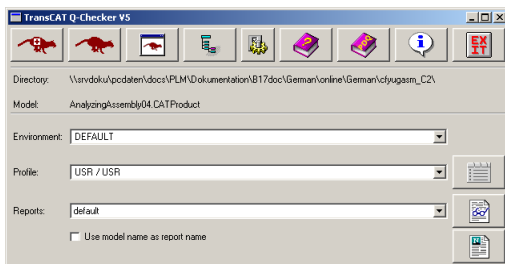 TransCAT Q-Checker V5
EXIT
Directory: \\srvdoku\pcdaten\docs\PLM\Dokumentation\B17doc\German\online\German\cfyugasm_C2\
Model: AnalyzingAssembly04.CATProduct
Environment: DEFAULT
Profile: USR / USR
Reports: default
Use model name as report name